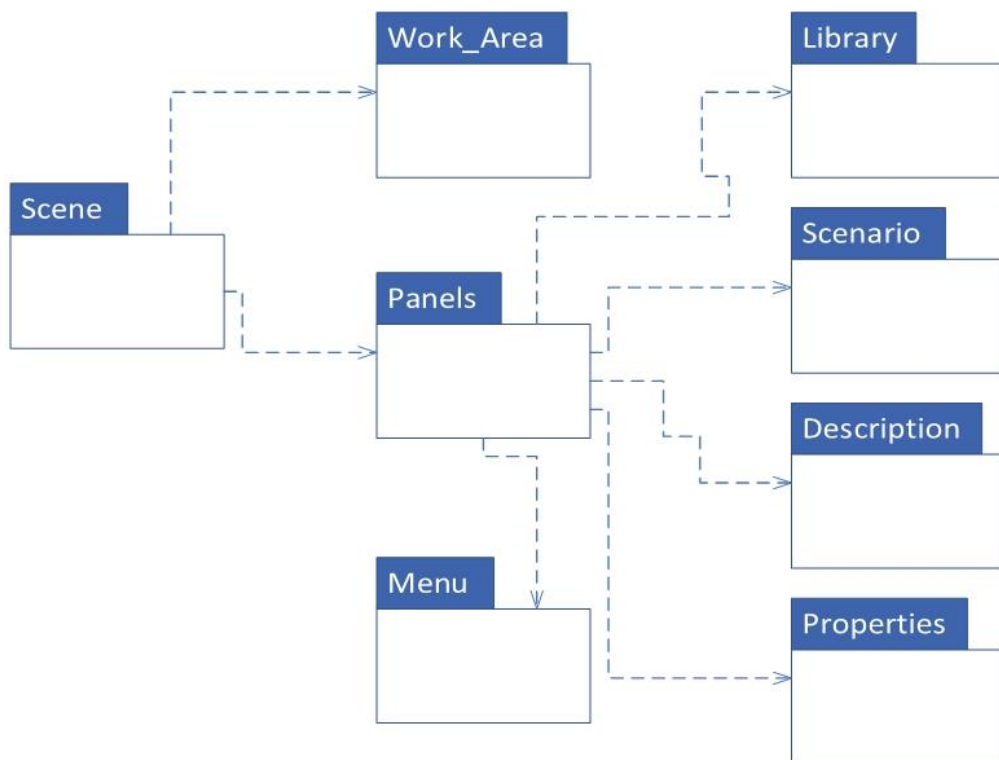 Work_Area
Library
Scene
Scenario
Panels
Description
Menu
Properties